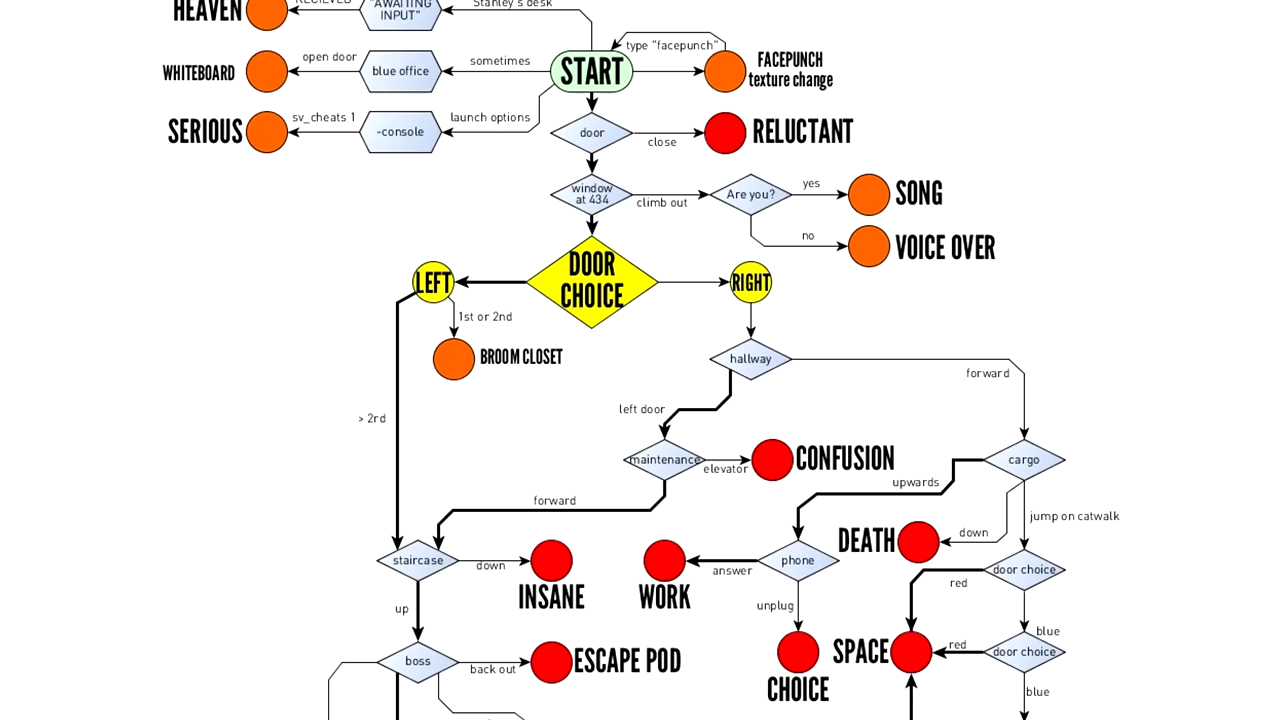 HEAVEN
RECIEVED
"AWAITING
INPUT"
Stanley's desk
type "facepunch"
WHITEBOARD
open door
blue office
sometimes
START
FACEPUNCH
texture change
SERIOUS
sv_cheats 1
-console
launch options
door
close
RELUCTANT
window
at 434
climb out
Are you?
yes
SONG
no
VOICE OVER
LEFT
DOOR
CHOICE
RIGHT
1st or 2nd
BROOM CLOSET
hallway
forward
> 2rd
left door
maintenance
elevator
CONFUSION
cargo
upwards
forward
jump on catwalk
DEATH
down
staircase
down
INSANE
WORK
answer
phone
door choice
red
up
unplug
blue
boss
back out
ESCAPE POD
CHOICE
SPACE
red
door choice
blue